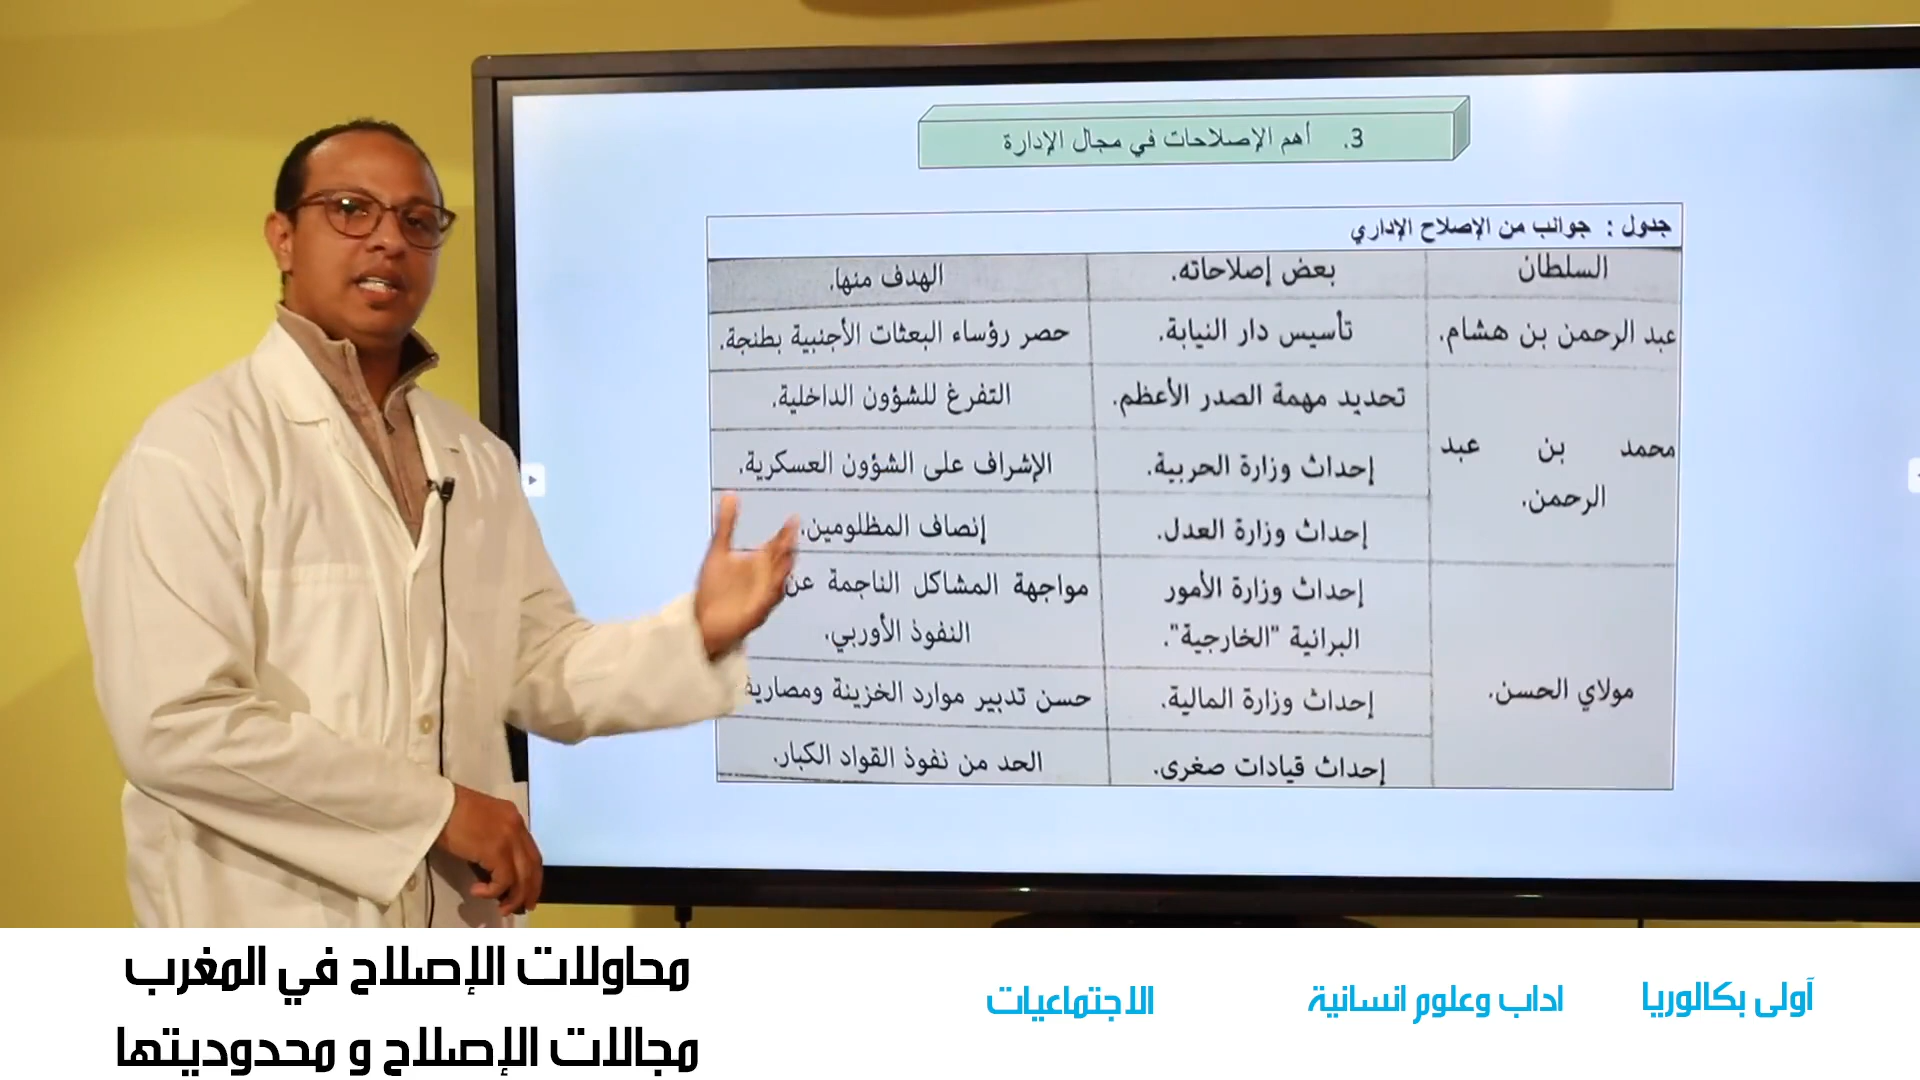 3. أهم الإصلاحات في مجال الإدارة
جدول : جوانب من الإصلاح الإداري
السلطان
بعض إصلاحاته.
الهدف منها.
عبد الرحمن بن هشام.
تأسيس دار النيابة.
حصر رؤساء البعثات الأجنبية بطنجة.
محمد بن عبد
الرحمن.
تحديد مهمة الصدر الأعظم.
التفرغ للشؤون الداخلية.
إحداث وزارة الحربية.
الإشراف على الشؤون العسكرية.
إحداث وزارة العدل.
إنصاف المظلومين.
مولاي الحسن.
إحداث وزارة الأمور
البرانية "الخارجية".
مواجهة المشاكل الناجمة عن
النفوذ الأوربي.
إحداث وزارة المالية.
حسن تدبير موارد الخزينة
إحداث قيادات صغرى.
الحد من نفوذ القواد الكبار.
أولى بكالوريا
اداب وعلوم انسانية
الاجتماعيات
محاولات الإصلاح في المغرب
مجالات الإصلاح و محدوديتها